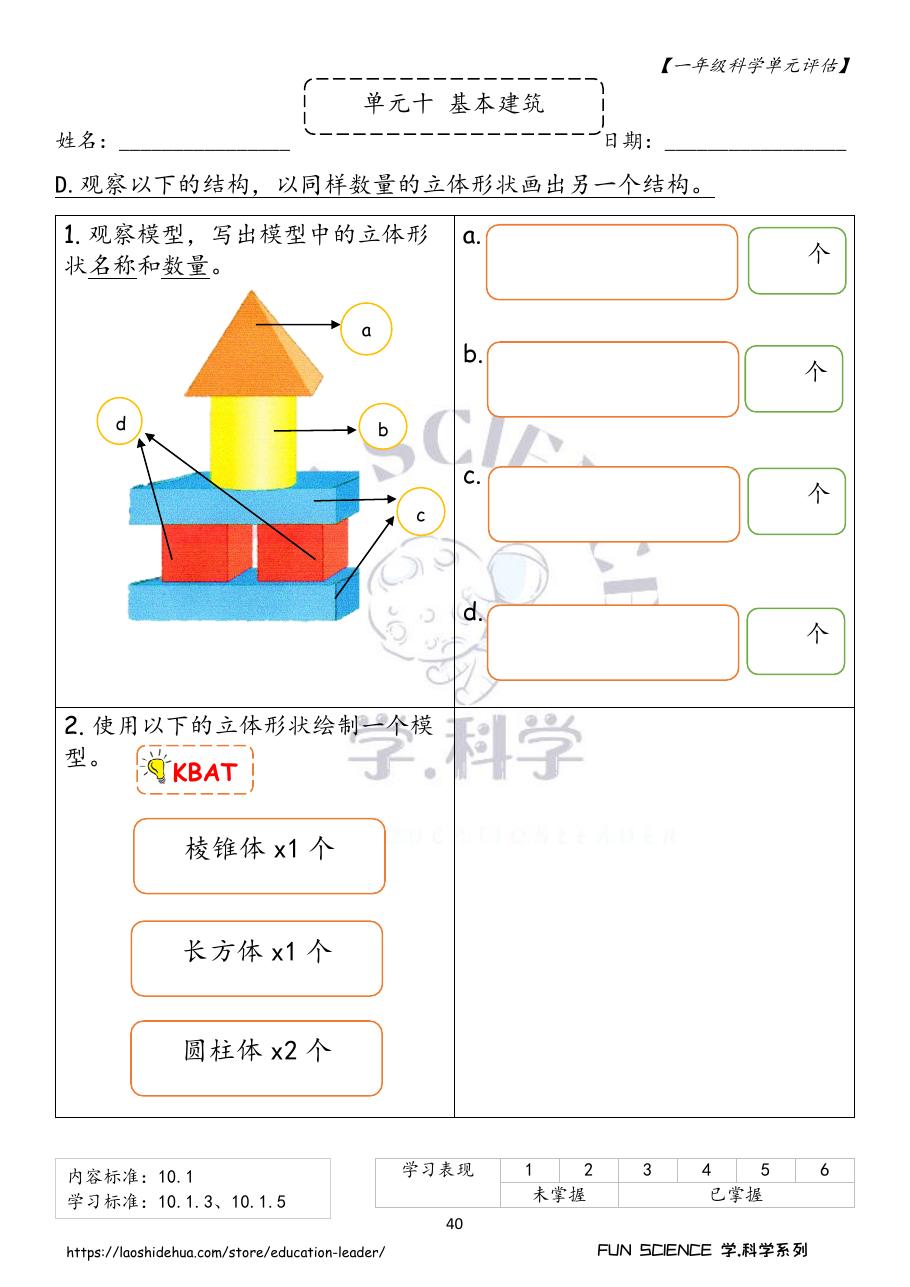 【一年级科学单元评估】
单元十 基本建筑
姓名：________________ 日期：_________________
D. 观察以下的结构，以同样数量的立体形状画出另一个结构。
1. 观察模型，写出模型中的立体形
状名称和数量。
a
b
c
d
a. 个
b. 个
c. 个
d. 个
SCIENCE
学.科学
EDUCATION LEADER
2. 使用以下的立体形状绘制一个模
型。
KBAT
棱锥体 x1 个
长方体 x1 个
圆柱体 x2 个
内容标准：10.1
学习标准：10.1.3、10.1.5
学习表现 1 2 3 4 5 6
未掌握 已掌握
40
https://laoshidehua.com/store/education-leader/
FUN SCIENCE 学.科学系列